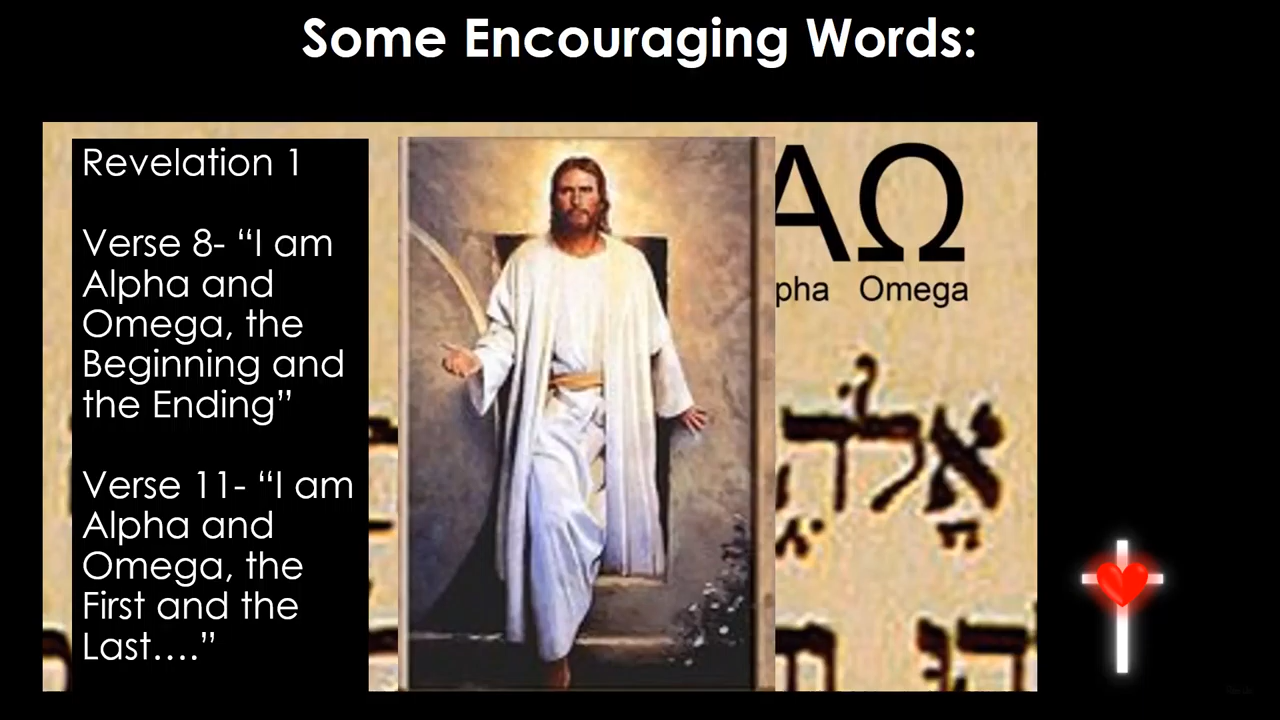 Some Encouraging Words:
Revelation 1
Verse 8- “I am
Alpha and
Omega, the
Beginning and
the Ending”
Verse 11- “I am
Alpha and
Omega, the
First and the
Last….”
ΑΩ
pha Omega